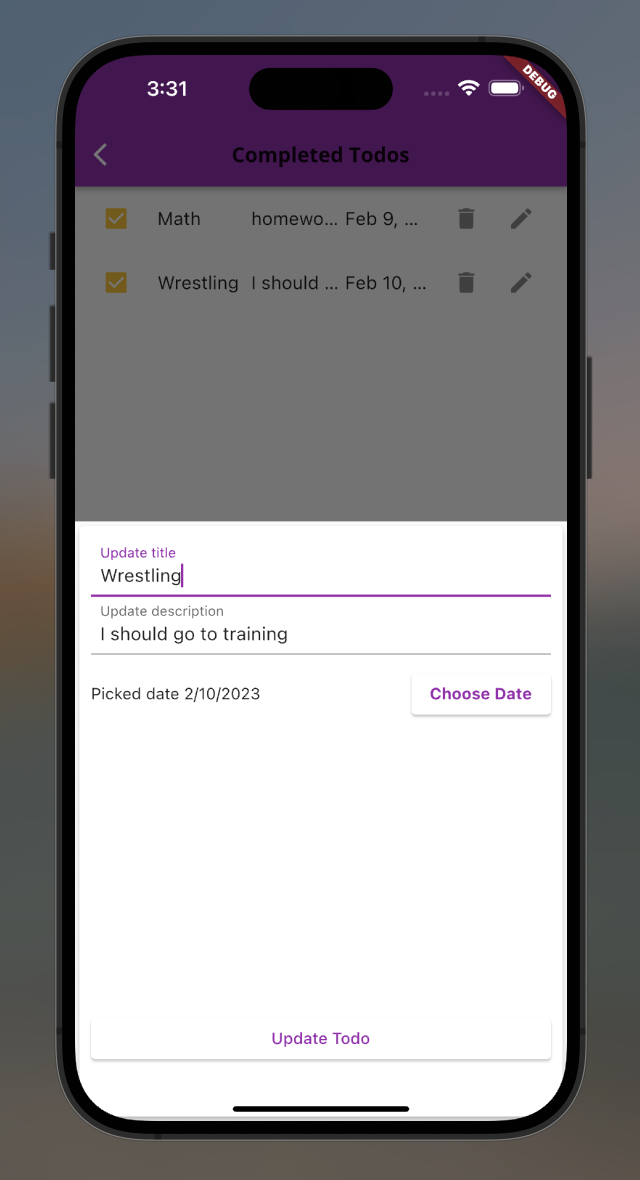 3:31
DEBUG
Completed Todos
Math homewo... Feb 9, ...
Wrestling I should ... Feb 10, ...
Update title
Wrestling
Update description
I should go to training
Picked date 2/10/2023 Choose Date
Update Todo